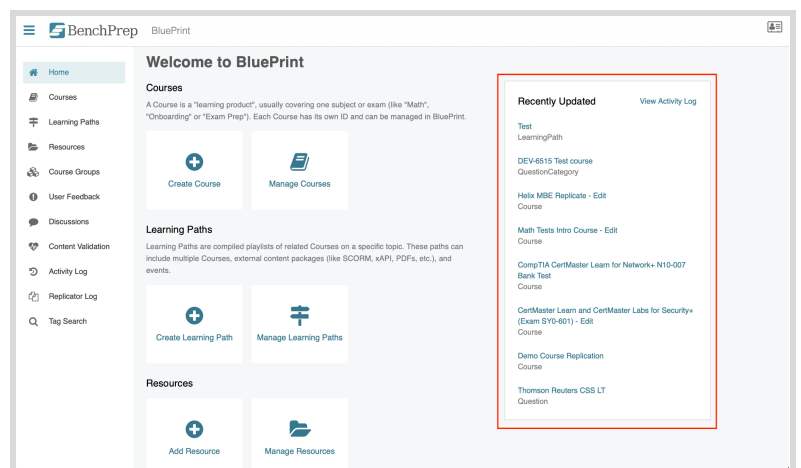 BenchPrep BluePrint
Home
Courses
Learning Paths
Resources
Course Groups
User Feedback
Discussions
Content Validation
Activity Log
Replicator Log
Tag Search
Welcome to BluePrint
Courses
A Course is a "learning product", usually covering one subject or exam (like "Math",
"Onboarding" or "Exam Prep"). Each Course has its own ID and can be managed in BluePrint.
Create Course
Manage Courses
Learning Paths
Learning Paths are compiled playlists of related Courses on a specific topic. These paths can
include multiple Courses, external content packages (like SCORM, xAPI, PDFs, etc.), and
events.
Create Learning Path
Manage Learning Paths
Resources
Add Resource
Manage Resources
Recently Updated
View Activity Log
Test
LearningPath
DEV-6515 Test course
QuestionCategory
Helix MBE Replicate - Edit
Course
Math Tests Intro Course - Edit
Course
CompTIA CertMaster Learn for Network+ N10-007
Bank Test
Course
CertMaster Learn and CertMaster Labs for Security+
(Exam SY0-601) - Edit
Course
Demo Course Replication
Course
Thomson Reuters CSS LT
Question